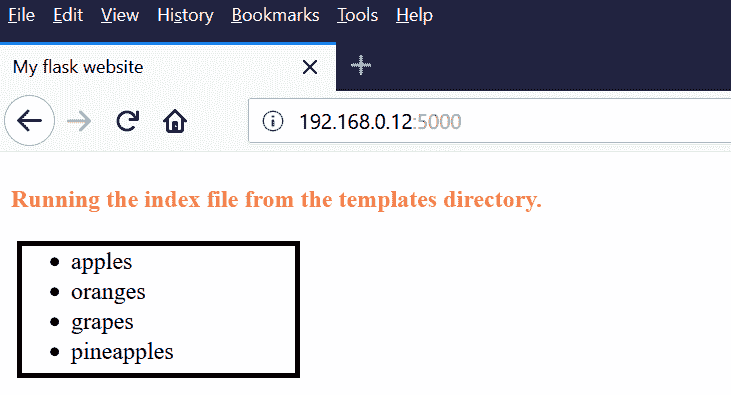 File Edit View History Bookmarks Tools Help
My flask website
192.168.0.12:5000
Running the index file from the templates directory.
apples
oranges
grapes
pineapples